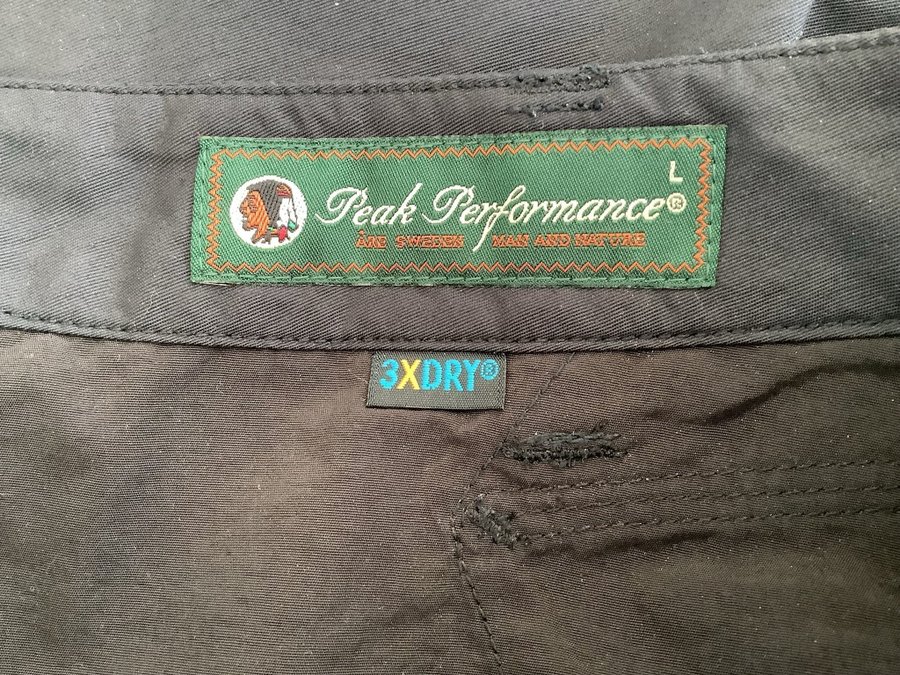 L
Peak Performance®
ÅRE SWEDEN MAN AND NATURE
3XDRY®